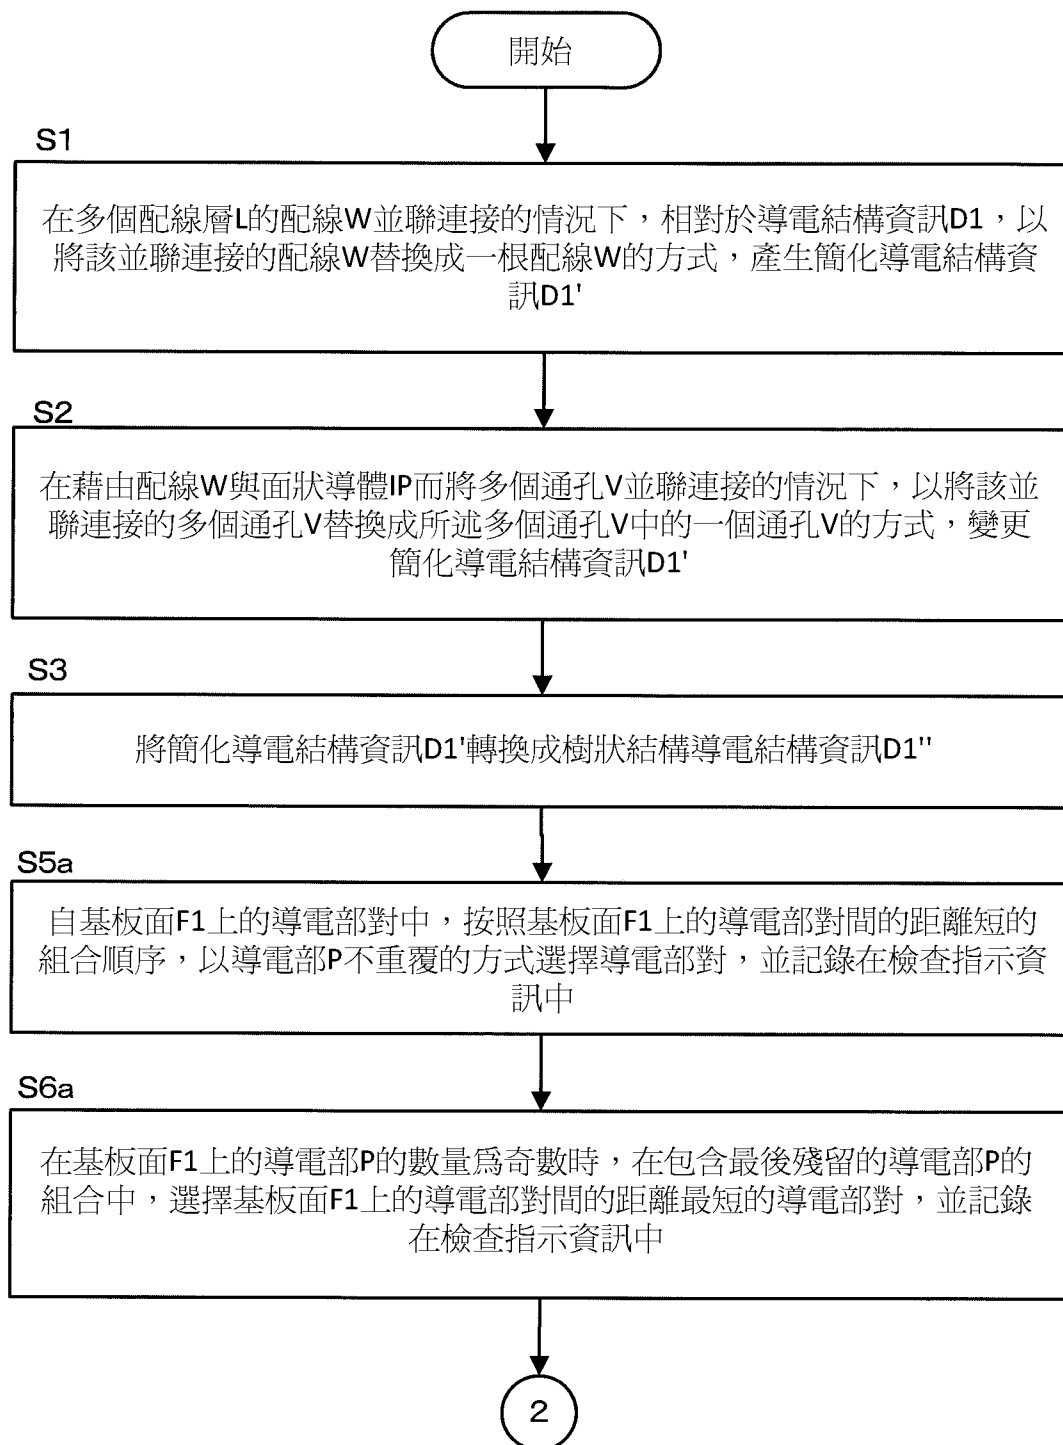 開始
S1
在多個配線層L的配線W並聯連接的情況下，相對於導電結構資訊D1，以
將該並聯連接的配線W替換成一根配線W的方式，產生簡化導電結構資
訊D1'
S2
在藉由配線W與面狀導體IP而將多個通孔V並聯連接的情況下，以將該並
聯連接的多個通孔V替換成所述多個通孔V中的一個通孔V的方式，變更
簡化導電結構資訊D1'
S3
將簡化導電結構資訊D1'轉換成樹狀結構導電結構資訊D1''
S5a
自基板面F1上的導電部對中，按照基板面F1上的導電部對間的距離短的
組合順序，以導電部P不重覆的方式選擇導電部對，並記錄在檢查指示資
訊中
S6a
在基板面F1上的導電部P的數量爲奇數時，在包含最後殘留的導電部P的
組合中，選擇基板面F1上的導電部對間的距離最短的導電部對，並記錄
在檢查指示資訊中
2